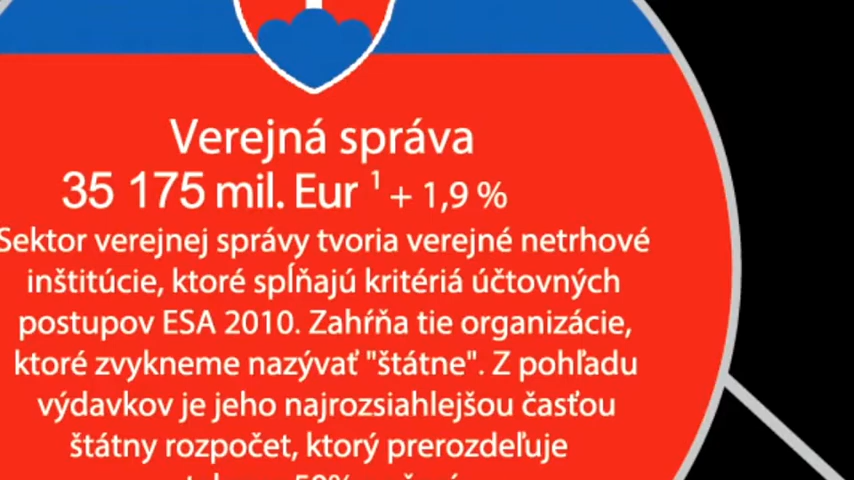 Verejná správa
35 175 mil. Eur ¹ + 1,9 %
Sektor verejnej správy tvoria verejné netrhové
inštitúcie, ktoré spĺňajú kritériá účtovných
postupov ESA 2010. Zahŕňa tie organizácie,
ktoré zvykneme nazývať "štátne". Z pohľadu
výdavkov je jeho najrozsiahlejšou časťou
štátny rozpočet, ktorý prerozdeľuje
50%